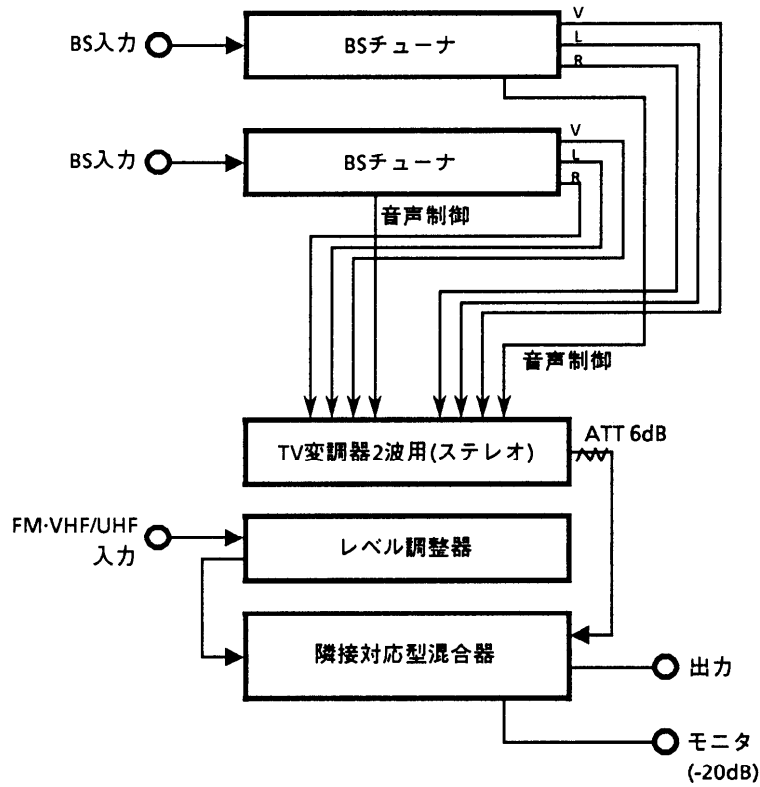 V
BS入力
BSチューナ
L
R
V
BS入力
BSチューナ
L
R
音声制御
音声制御
ATT 6dB
TV変調器2波用(ステレオ)
FM·VHF/UHF
入力
レベル調整器
隣接対応型混合器
出力
モニタ
(-20dB)